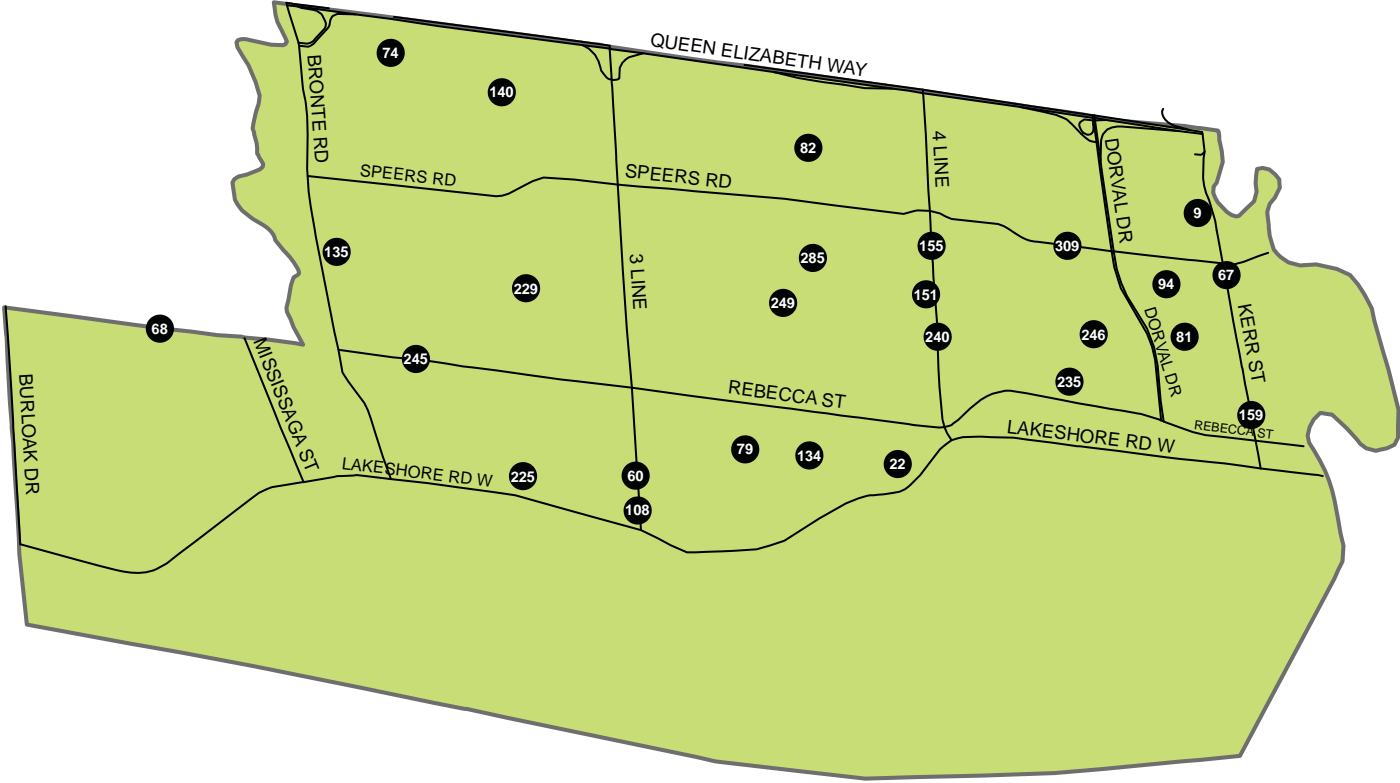 QUEEN ELIZABETH WAY
74
BRONTE RD
140
82
4 LINE
DORVAL DR
SPEERS RD
SPEERS RD
9
135
155
309
285
3 LINE
67
229
94
151
249
KERR ST
68
DORVAL DR
246
240
81
MISSISSAGA ST
245
235
BURLOAK DR
REBECCA ST
159
REBECCA ST
LAKESHORE RD W
79
134
22
LAKESHORE RD W
225
60
108